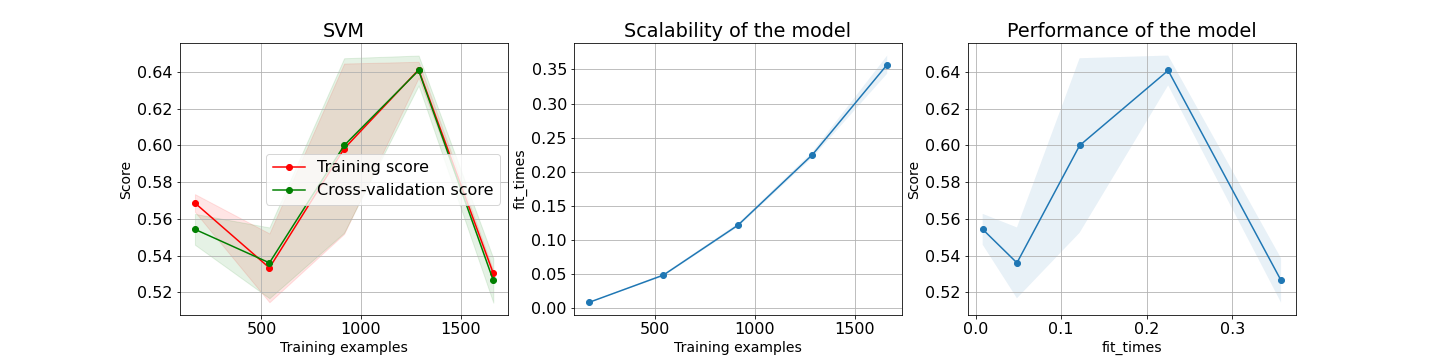 SVM
Score
0.64
0.62
0.60
0.58
0.56
0.54
0.52
Training score
Cross-validation score
500
1000
1500
Training examples
Scalability of the model
fit_times
0.35
0.30
0.25
0.20
0.15
0.10
0.05
0.00
500
1000
1500
Training examples
Performance of the model
Score
0.64
0.62
0.60
0.58
0.56
0.54
0.52
0.0
0.1
0.2
0.3
fit_times